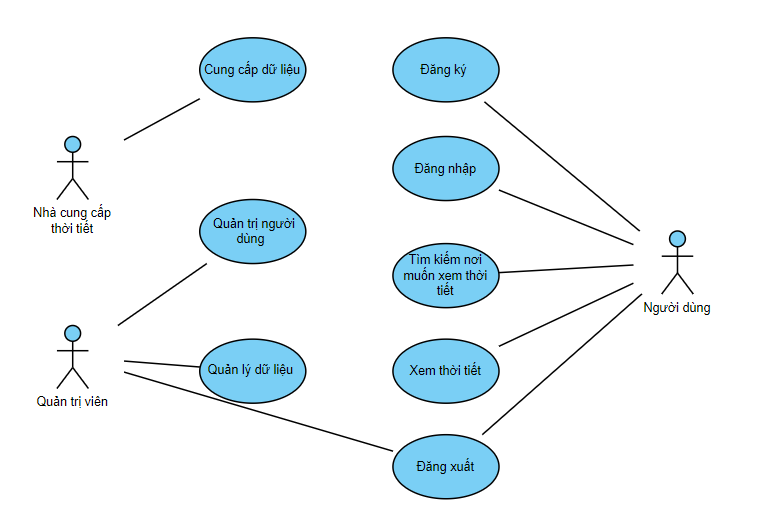 Cung cấp dữ liệu
Đăng ký
Đăng nhập
Nhà cung cấp
thời tiết
Quản trị người
dùng
Tìm kiếm nơi
muốn xem thời
tiết
Người dùng
Quản lý dữ liệu
Xem thời tiết
Quản trị viên
Đăng xuất